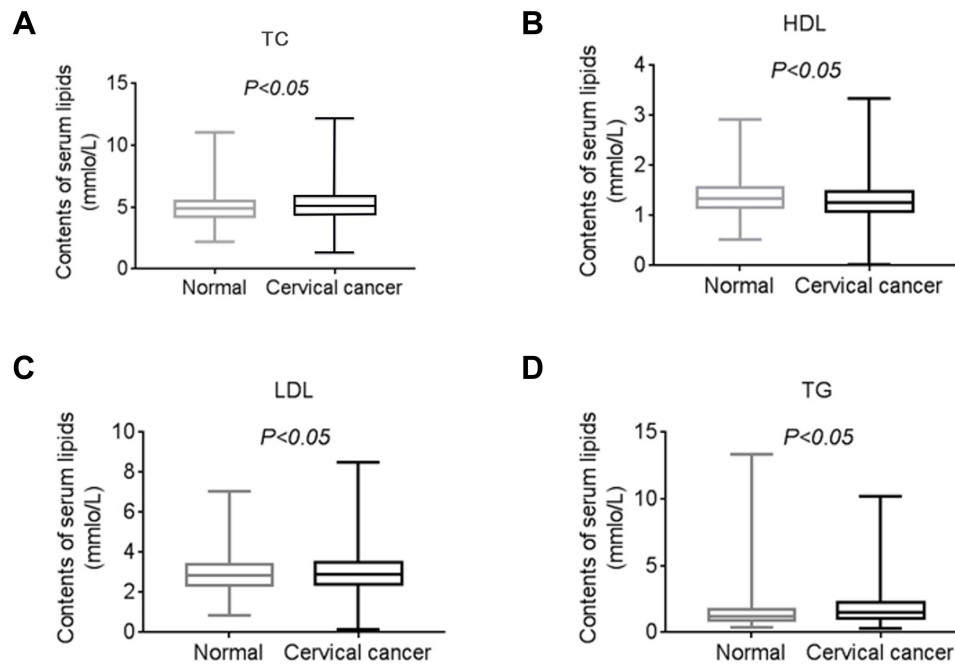 A
TC
P<0.05
Contents of serum lipids
(mmlo/L)
15
10
5
0
Normal
Cervical cancer
B
HDL
P<0.05
Contents of serum lipids
(mmlo/L)
4
3
2
1
0
Normal
Cervical cancer
C
LDL
P<0.05
Contents of serum lipids
(mmlo/L)
10
8
6
4
2
0
Normal
Cervical cancer
D
TG
P<0.05
Contents of serum lipids
(mmlo/L)
15
10
5
0
Normal
Cervical cancer